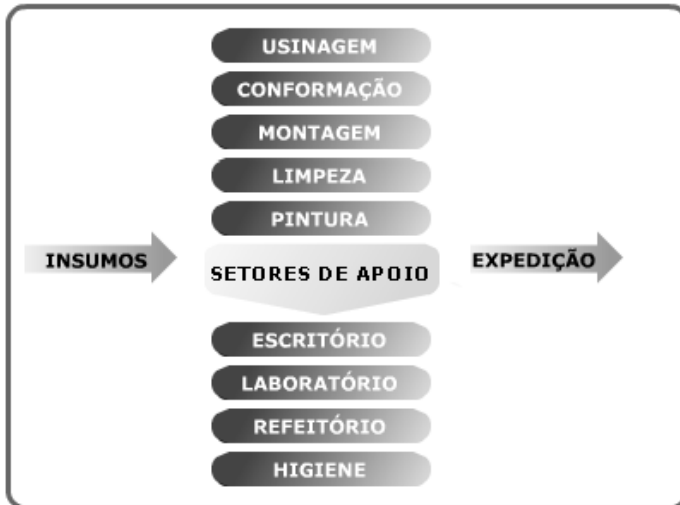 USINAGEM
CONFORMAÇÃO
MONTAGEM
LIMPEZA
PINTURA
INSUMOS
SETORES DE APOIO
EXPEDIÇÃO
ESCRITÓRIO
LABORATÓRIO
REFEITÓRIO
HIGIENE